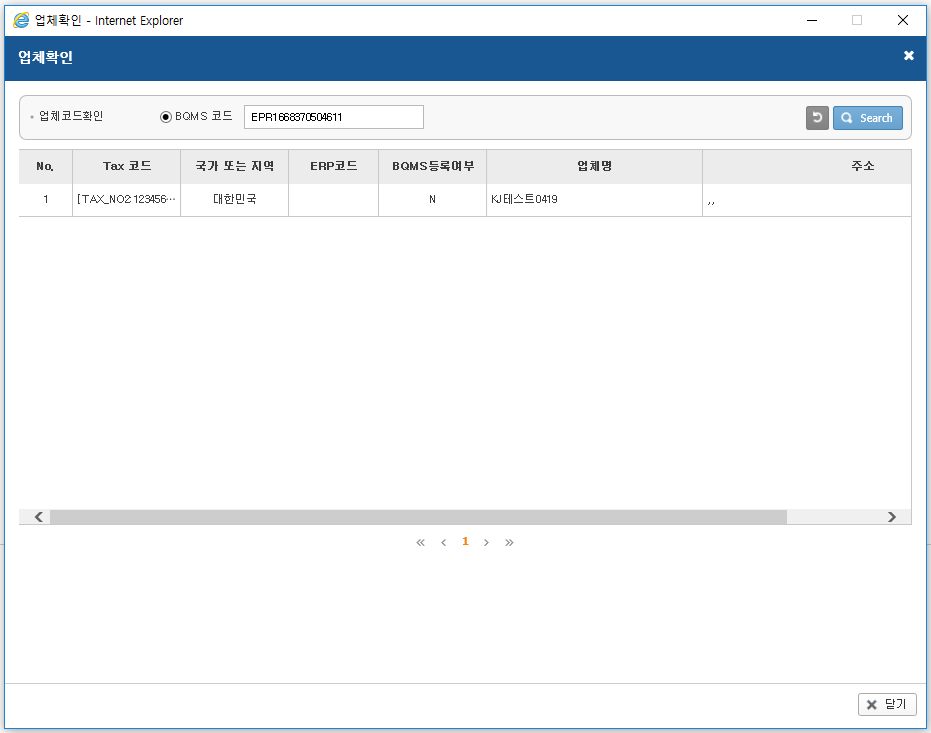 업체확인 - Internet Explorer
업체확인
업체코드확인 BQMS 코드 EPR1668370504611 Search
No. Tax 코드 국가 또는 지역 ERP코드 BQMS등록여부 업체명 주소
1 [TAX_NO2:123456··· 대한민국 N KJ테스트0419 ,,
« ‹ 1 › »
닫기